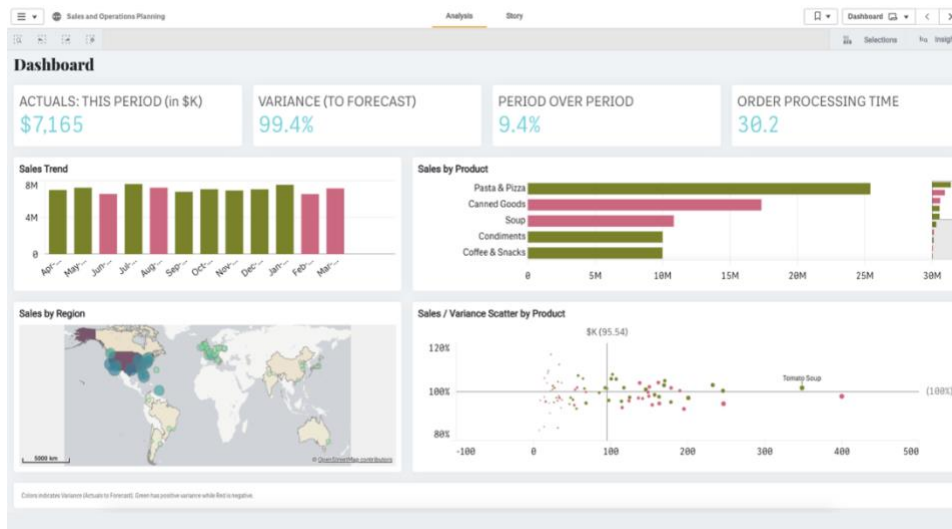 Sales and Operations Planning
Analysis
Story
Dashboard
Selections
Insigh
Dashboard
ACTUALS: THIS PERIOD (in $K)
$7,165
VARIANCE (TO FORECAST)
99.4%
PERIOD OVER PERIOD
9.4%
ORDER PROCESSING TIME
30.2
Sales Trend
8M
4M
0
Apr-...
May-...
Jun-...
Jul-...
Aug-...
Sep-...
Oct-...
Nov-...
Dec-...
Jan-...
Feb-...
Mar-...
Sales by Product
Pasta & Pizza
Canned Goods
Soup
Condiments
Coffee & Snacks
0 5M 10M 15M 20M 25M 30M
Sales by Region
5000 km
© OpenStreetMap contributors
Sales / Variance Scatter by Product
$K (95.54)
120%
Tomato Soup
100%
(100%)
80%
-100 0 100 200 300 400 500
Colors indicates Variance (Actuals to Forecast). Green has positive variance while Red is negative.